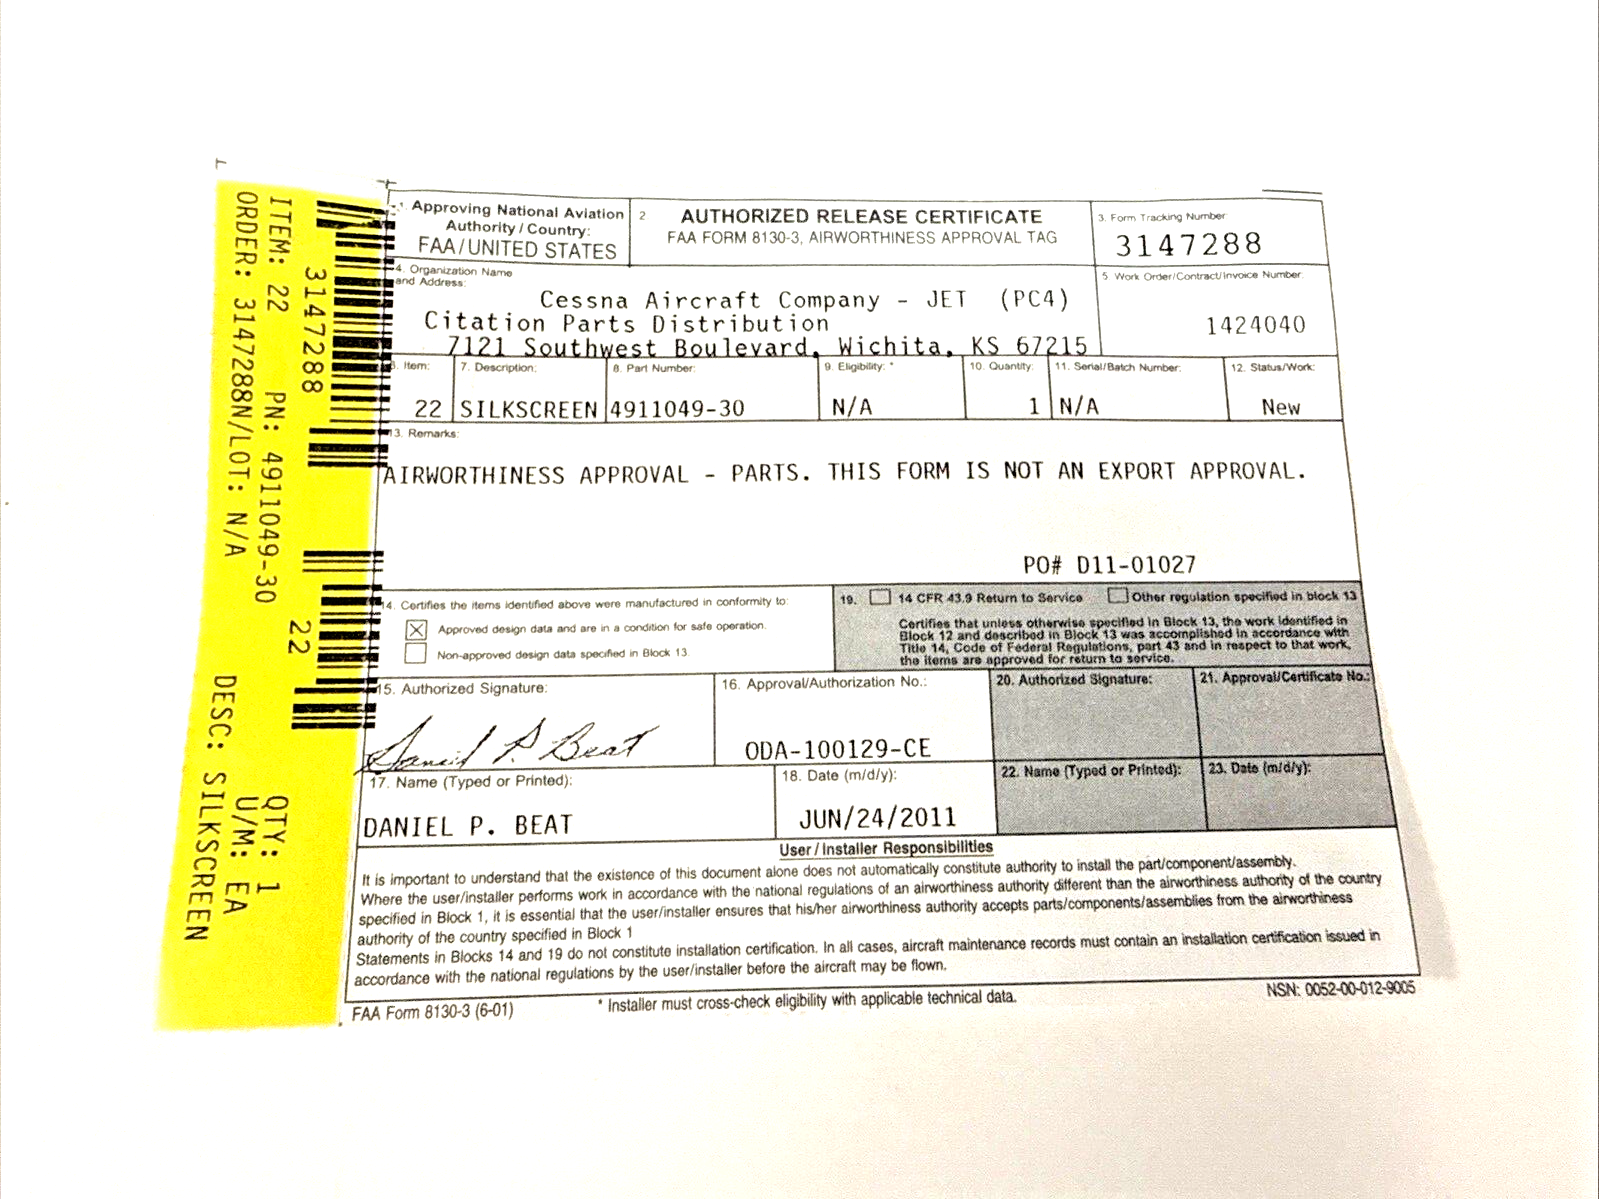 ITEM: 22 PN: 4911049-30 QTY: 1
ORDER: 3147288N/LOT: N/A U/M: EA
DESC: SILKSCREEN
3147288
22
1. Approving National Aviation
Authority / Country:
FAA/UNITED STATES
2 AUTHORIZED RELEASE CERTIFICATE
FAA FORM 8130-3, AIRWORTHINESS APPROVAL TAG
3. Form Tracking Number
3147288
4. Organization Name
and Address:
Cessna Aircraft Company - JET (PC4)
Citation Parts Distribution
7121 Southwest Boulevard, Wichita, KS 67215
5. Work Order/Contract/Invoice Number:
1424040
6. Item: 7. Description: 8. Part Number: 9. Eligibility: * 10. Quantity: 11. Serial/Batch Number: 12. Status/Work:
22 SILKSCREEN 4911049-30 N/A 1 N/A New
13. Remarks:
AIRWORTHINESS APPROVAL - PARTS. THIS FORM IS NOT AN EXPORT APPROVAL.
PO# D11-01027
14. Certifies the items identified above were manufactured in conformity to:
Approved design data and are in a condition for safe operation.
Non-approved design data specified in Block 13.
19. 14 CFR 43.9 Return to Service Other regulation specified in block 13
Certifies that unless otherwise specified in Block 13, the work identified in
Block 12 and described in Block 13 was accomplished in accordance with
Title 14, Code of Federal Regulations, part 43 and in respect to that work,
the items are approved for return to service.
15. Authorized Signature:
Daniel P. Beat
16. Approval/Authorization No.:
ODA-100129-CE
20. Authorized Signature: 21. Approval/Certificate No.:
17. Name (Typed or Printed):
DANIEL P. BEAT
18. Date (m/d/y):
JUN/24/2011
22. Name (Typed or Printed): 23. Date (m/d/y):
User / Installer Responsibilities
It is important to understand that the existence of this document alone does not automatically constitute authority to install the part/component/assembly.
Where the user/installer performs work in accordance with the national regulations of an airworthiness authority different than the airworthiness authority of the country
specified in Block 1, it is essential that the user/installer ensures that his/her airworthiness authority accepts parts/components/assemblies from the airworthiness
authority of the country specified in Block 1
Statements in Blocks 14 and 19 do not constitute installation certification. In all cases, aircraft maintenance records must contain an installation certification issued in
accordance with the national regulations by the user/installer before the aircraft may be flown.
FAA Form 8130-3 (6-01) * Installer must cross-check eligibility with applicable technical data. NSN: 0052-00-012-9005